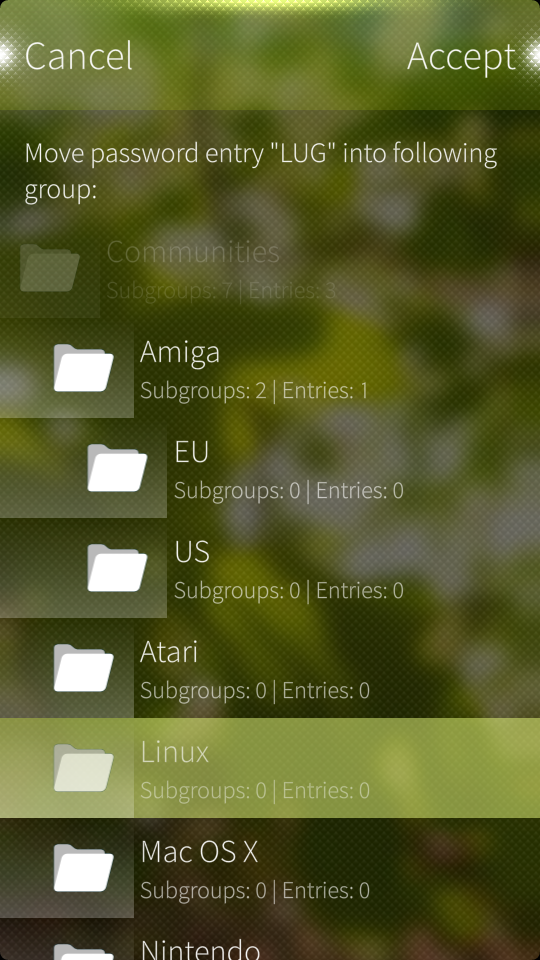 Cancel
Accept
Move password entry "LUG" into following
group:
Communities
Subgroups: 7 | Entries: 3
Amiga
Subgroups: 2 | Entries: 1
EU
Subgroups: 0 | Entries: 0
US
Subgroups: 0 | Entries: 0
Atari
Subgroups: 0 | Entries: 0
Linux
Subgroups: 0 | Entries: 0
Mac OS X
Subgroups: 0 | Entries: 0
Nintendo